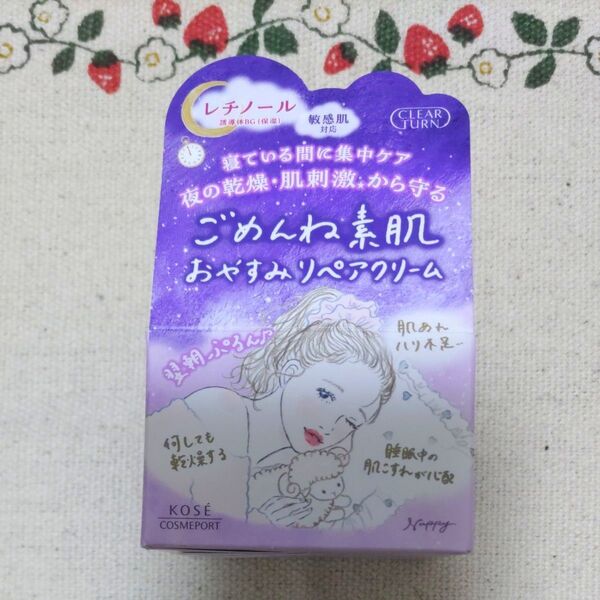 レチノール
誘導体BG(保湿)
敏感肌
対応
CLEAR
TURN
寝ている間に集中ケア
夜の乾燥・肌刺激*から守る
ごめんね素肌
おやすみリペアクリーム
翌朝ぷるん♪
肌あれ
ハリ不足…
何しても
乾燥する
睡眠中の
肌こすれが心配
KOSÉ
COSMEPORT
Nappy